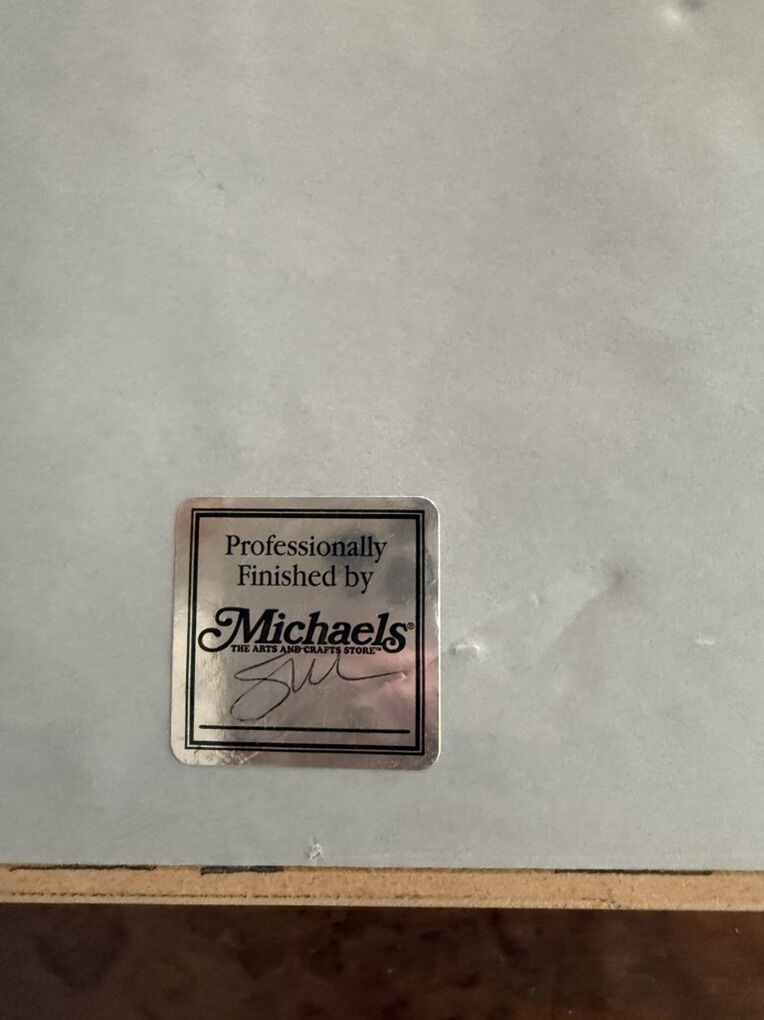 Professionally
Finished by
Michaels®
THE ARTS AND CRAFTS STORE™